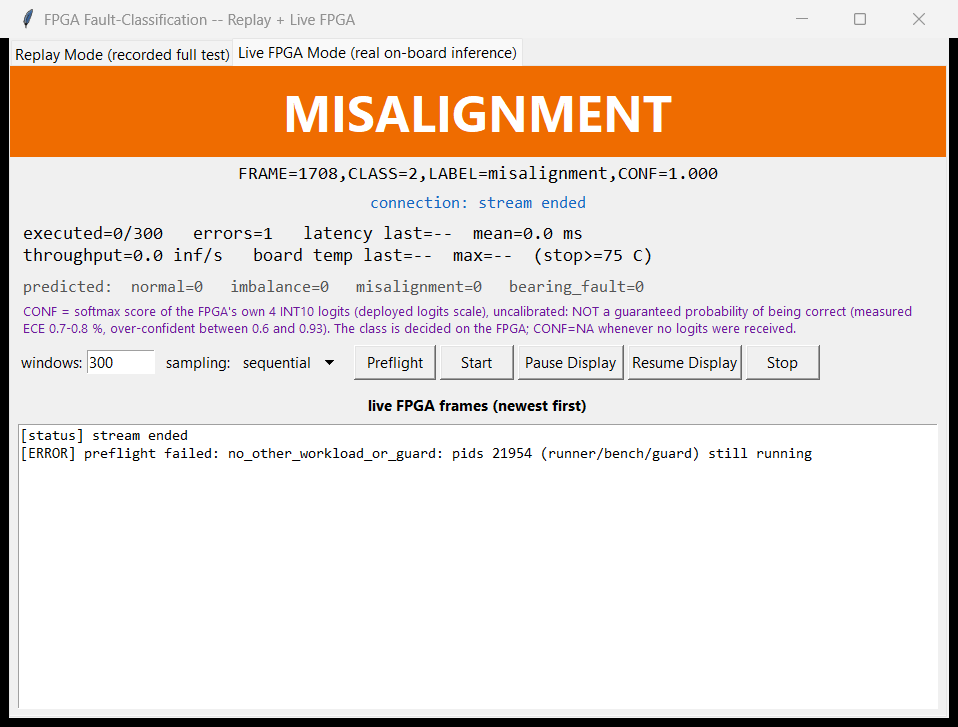 FPGA Fault-Classification -- Replay + Live FPGA
Replay Mode (recorded full test) Live FPGA Mode (real on-board inference)
MISALIGNMENT
FRAME=1708,CLASS=2,LABEL=misalignment,CONF=1.000
connection: stream ended
executed=0/300 errors=1 latency last=-- mean=0.0 ms
throughput=0.0 inf/s board temp last=-- max=-- (stop>=75 C)
predicted: normal=0 imbalance=0 misalignment=0 bearing_fault=0
CONF = softmax score of the FPGA's own 4 INT10 logits (deployed logits scale), uncalibrated: NOT a guaranteed probability of being correct (measured
ECE 0.7-0.8 %, over-confident between 0.6 and 0.93). The class is decided on the FPGA; CONF=NA whenever no logits were received.
windows: 300 sampling: sequential Preflight Start Pause Display Resume Display Stop
live FPGA frames (newest first)
[status] stream ended
[ERROR] preflight failed: no_other_workload_or_guard: pids 21954 (runner/bench/guard) still running